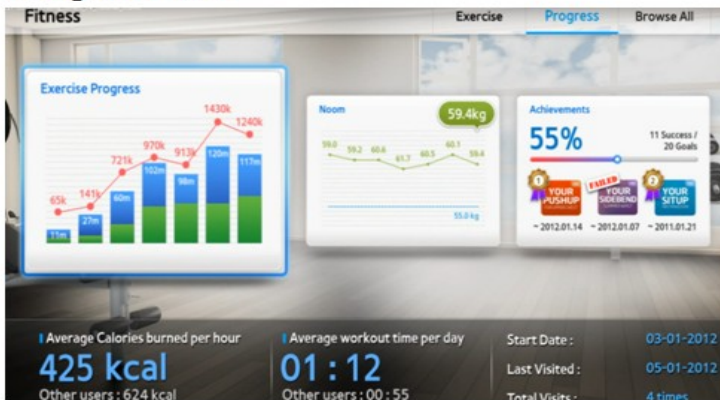 Fitness
Exercise Progress Browse All
Exercise Progress
1430k
1240k
970k
913k
721k
141k
65k
120m
117m
102m
98m
60m
27m
11m
Noom
59.4kg
59.0 59.2 60.6 61.7 60.5 60.1 59.4
55.0 kg
Achievements
55%
11 Success /
20 Goals
1
YOUR
PUSHUP
FAILED
YOUR
SIDEBEND
2
YOUR
SITUP
~ 2012.01.14 ~ 2012.01.07 ~ 2011.01.21
Average Calories burned per hour
425 kcal
Other users : 624 kcal
Average workout time per day
01 : 12
Other users : 00 : 55
Start Date : 03-01-2012
Last Visited : 05-01-2012
Total Visits : 4 times